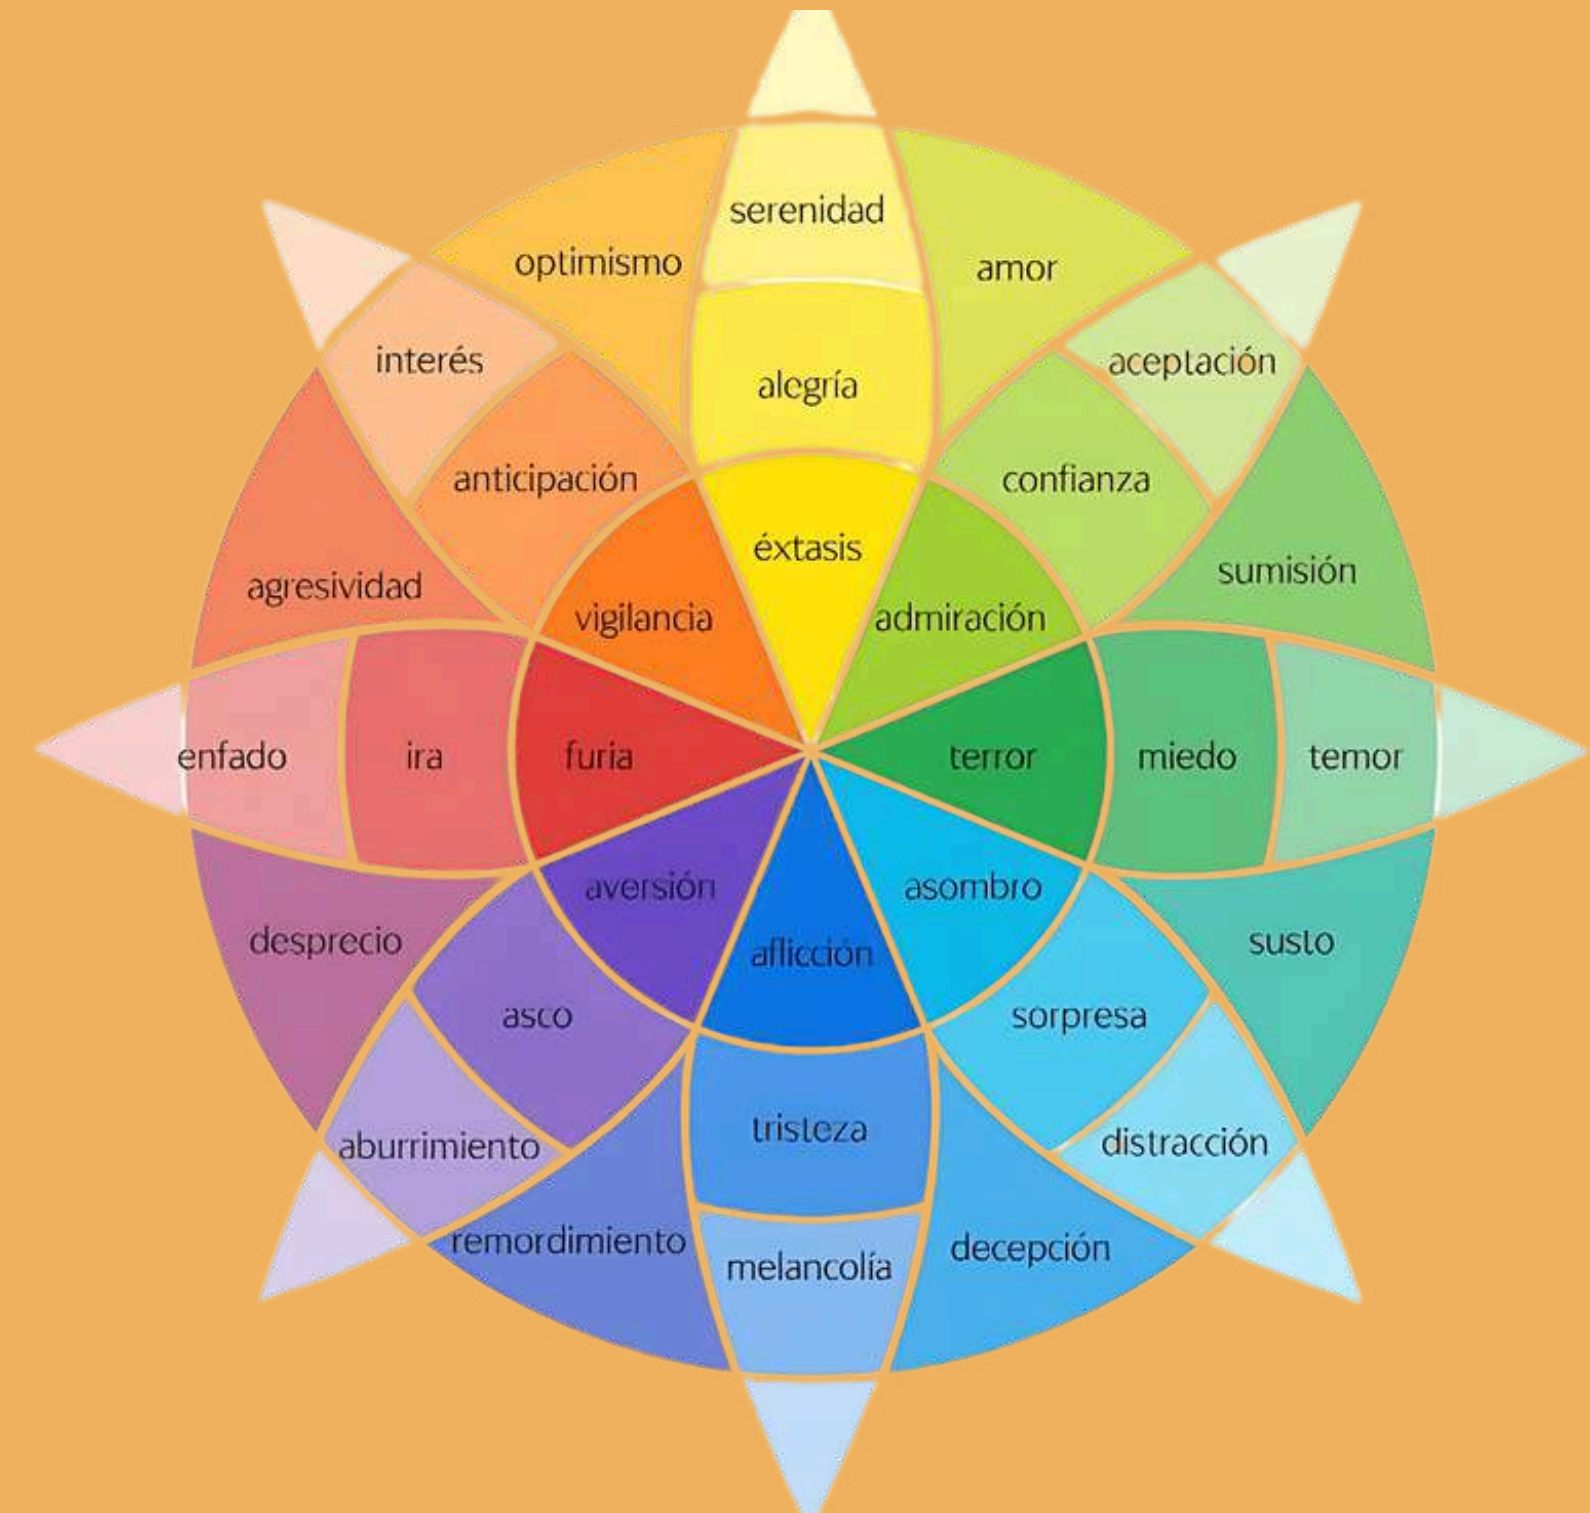 serenidad
optimismo
amor
interés
aceptación
alegría
anticipación
confianza
éxtasis
sumisión
agresividad
vigilancia
admiración
enfado
ira
furia
terror
miedo
temor
aversión
asombro
desprecio
aflicción
susto
asco
sorpresa
tristeza
aburrimiento
distracción
remordimiento
melancolía
decepción